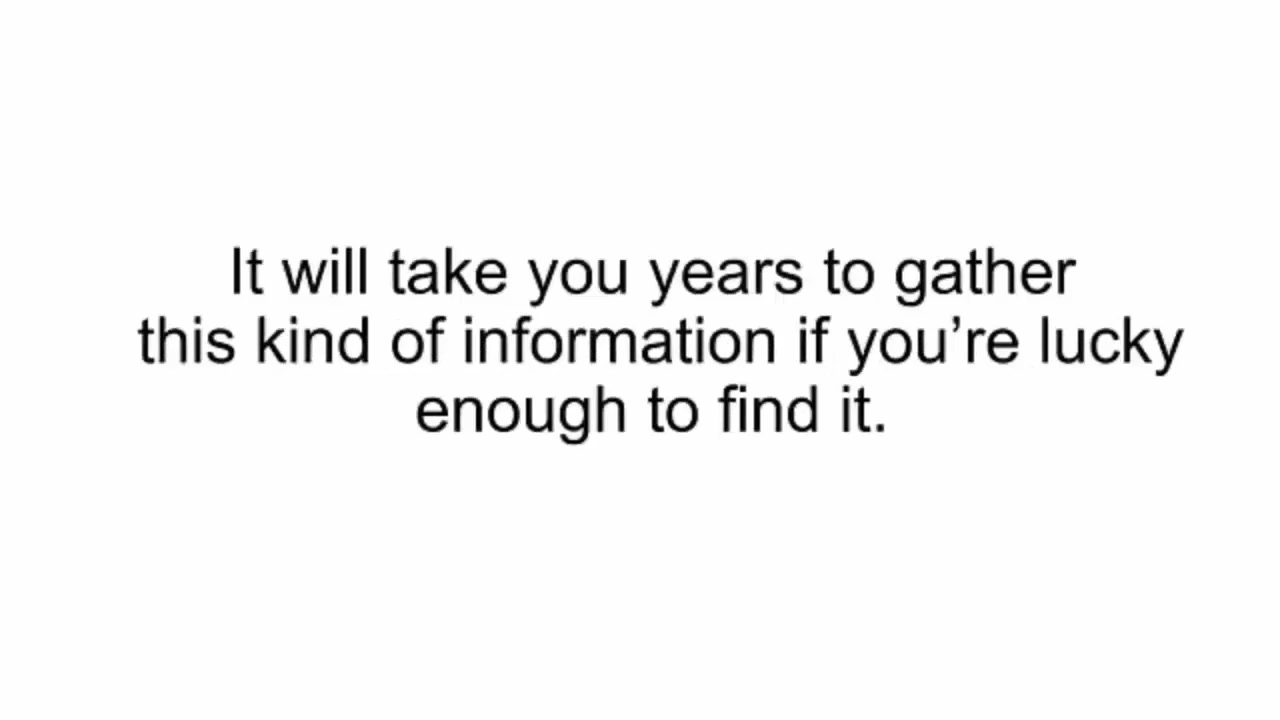 It will take you years to gather
this kind of information if you’re lucky
enough to find it.